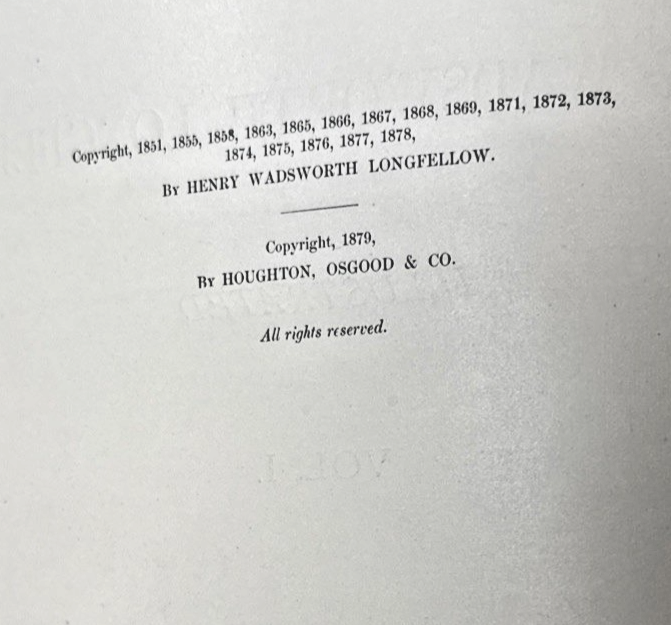 Copyright, 1851, 1855, 1858, 1863, 1865, 1866, 1867, 1868, 1869, 1871, 1872, 1873,
1874, 1875, 1876, 1877, 1878,
By HENRY WADSWORTH LONGFELLOW.
Copyright, 1879,
By HOUGHTON, OSGOOD & CO.
All rights reserved.